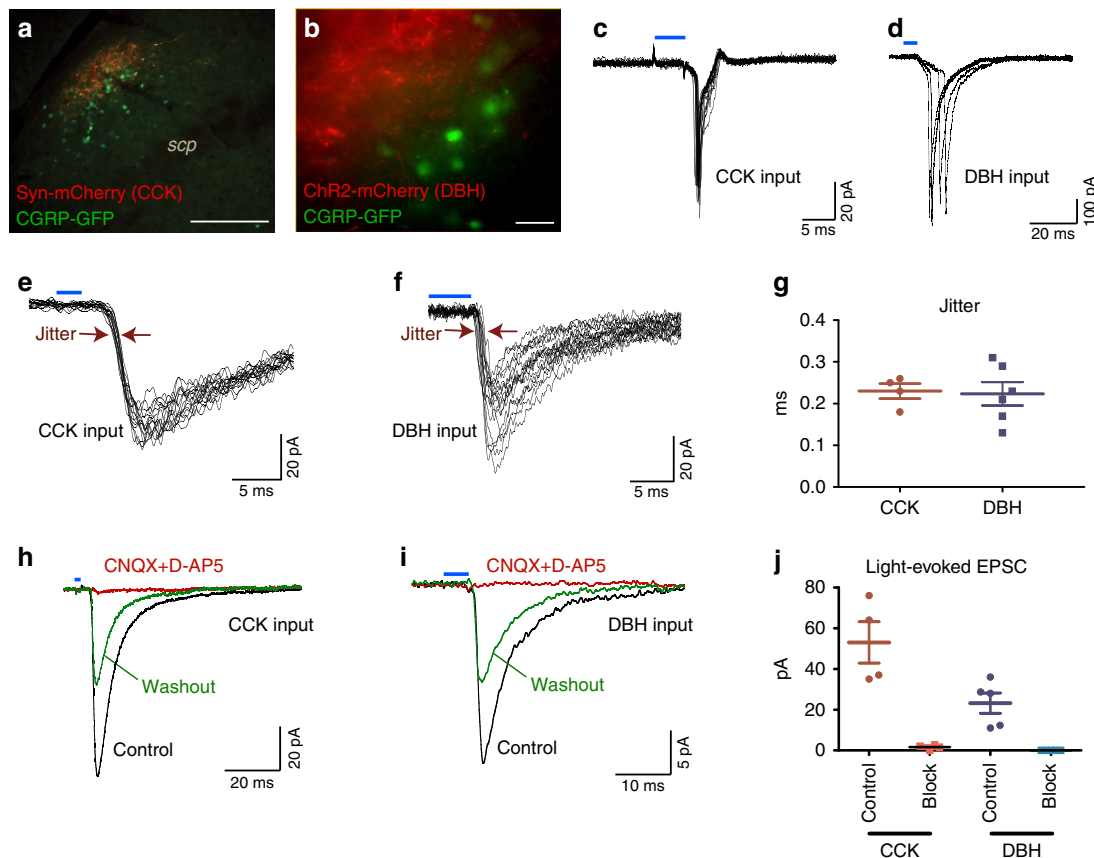 a
scp
Syn-mCherry (CCK)
CGRP-GFP
b
ChR2-mCherry (DBH)
CGRP-GFP
c
CCK input
20 pA
5 ms
d
DBH input
100 pA
20 ms
e
Jitter
CCK input
20 pA
5 ms
f
Jitter
DBH input
20 pA
5 ms
g
Jitter
0.4
0.3
0.2
0.1
0.0
ms
CCK
DBH
h
CNQX+D-AP5
CCK input
Washout
Control
20 pA
20 ms
i
CNQX+D-AP5
DBH input
Washout
Control
5 pA
10 ms
j
Light-evoked EPSC
80
60
40
20
0
pA
Control
Block
Control
Block
CCK
DBH